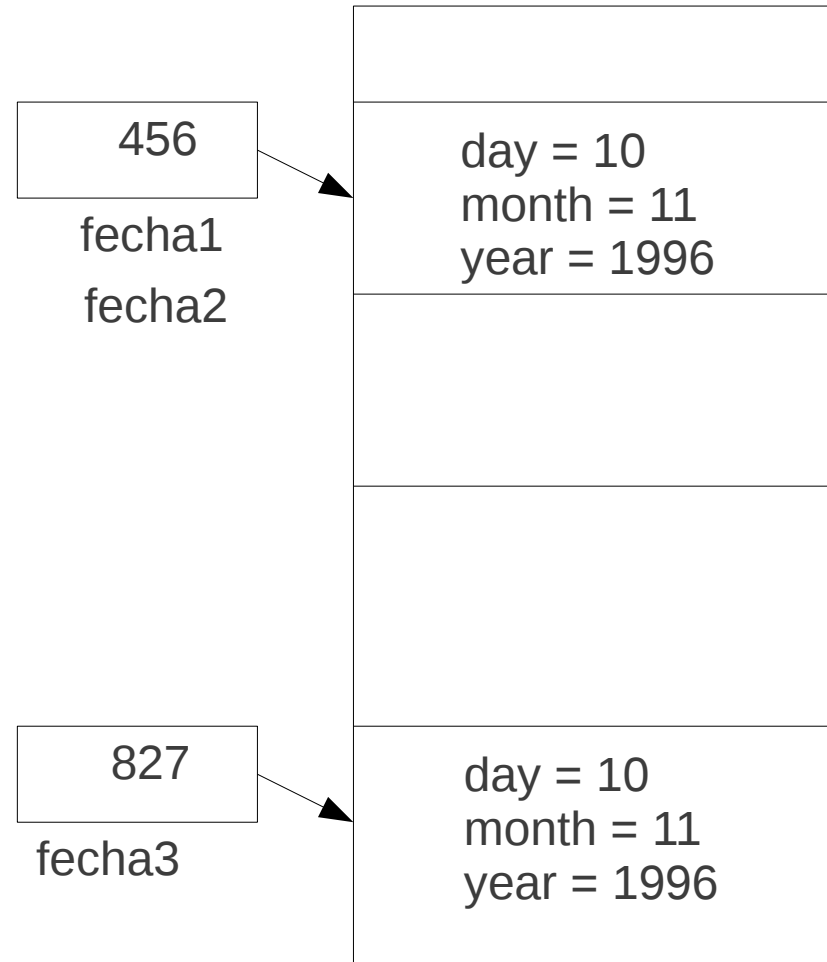 456
fecha1
fecha2
day = 10
month = 11
year = 1996
827
fecha3
day = 10
month = 11
year = 1996